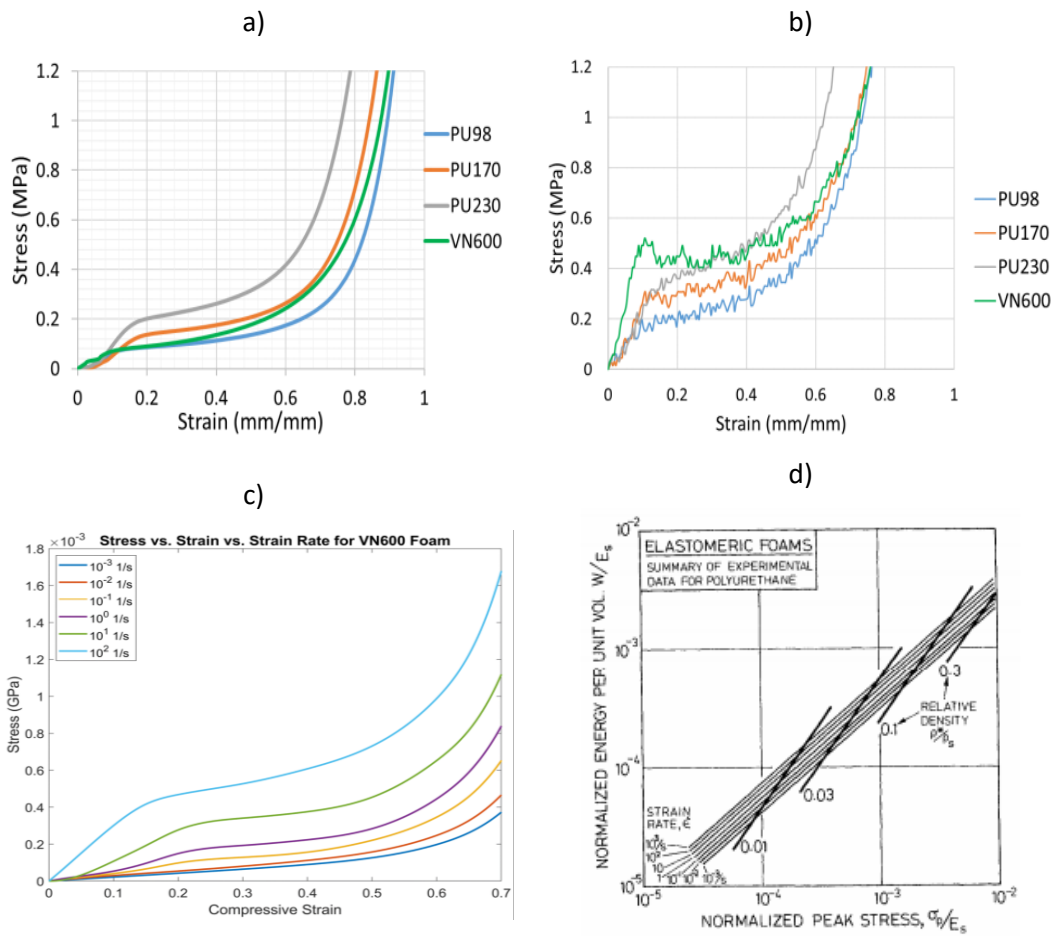 a)
1.2
1
0.8
0.6
0.4
0.2
0
Stress (MPa)
0 0.2 0.4 0.6 0.8 1
Strain (mm/mm)
PU98
PU170
PU230
VN600
b)
1.2
1
0.8
0.6
0.4
0.2
0
Stress (MPa)
0 0.2 0.4 0.6 0.8 1
Strain (mm/mm)
PU98
PU170
PU230
VN600
c)
×10⁻³
Stress vs. Strain vs. Strain Rate for VN600 Foam
1.8
1.6
1.4
1.2
1
0.8
0.6
0.4
0.2
0
Stress (GPa)
10⁻³ 1/s
10⁻² 1/s
10⁻¹ 1/s
10⁰ 1/s
10¹ 1/s
10² 1/s
0 0.1 0.2 0.3 0.4 0.5 0.6 0.7
Compressive Strain
d)
10⁻²
10⁻³
10⁻⁴
10⁻⁵
NORMALIZED ENERGY PER UNIT VOL. W/Eₛ
ELASTOMERIC FOAMS
SUMMARY OF EXPERIMENTAL
DATA FOR POLYURETHANE
0.3
RELATIVE
DENSITY
ρ*/ρₛ
0.1
0.03
0.01
STRAIN
RATE, ε̇
10³/s
10²
10
1
10⁻³/s
10⁻⁵ 10⁻⁴ 10⁻³ 10⁻²
NORMALIZED PEAK STRESS, σₚ/Eₛ